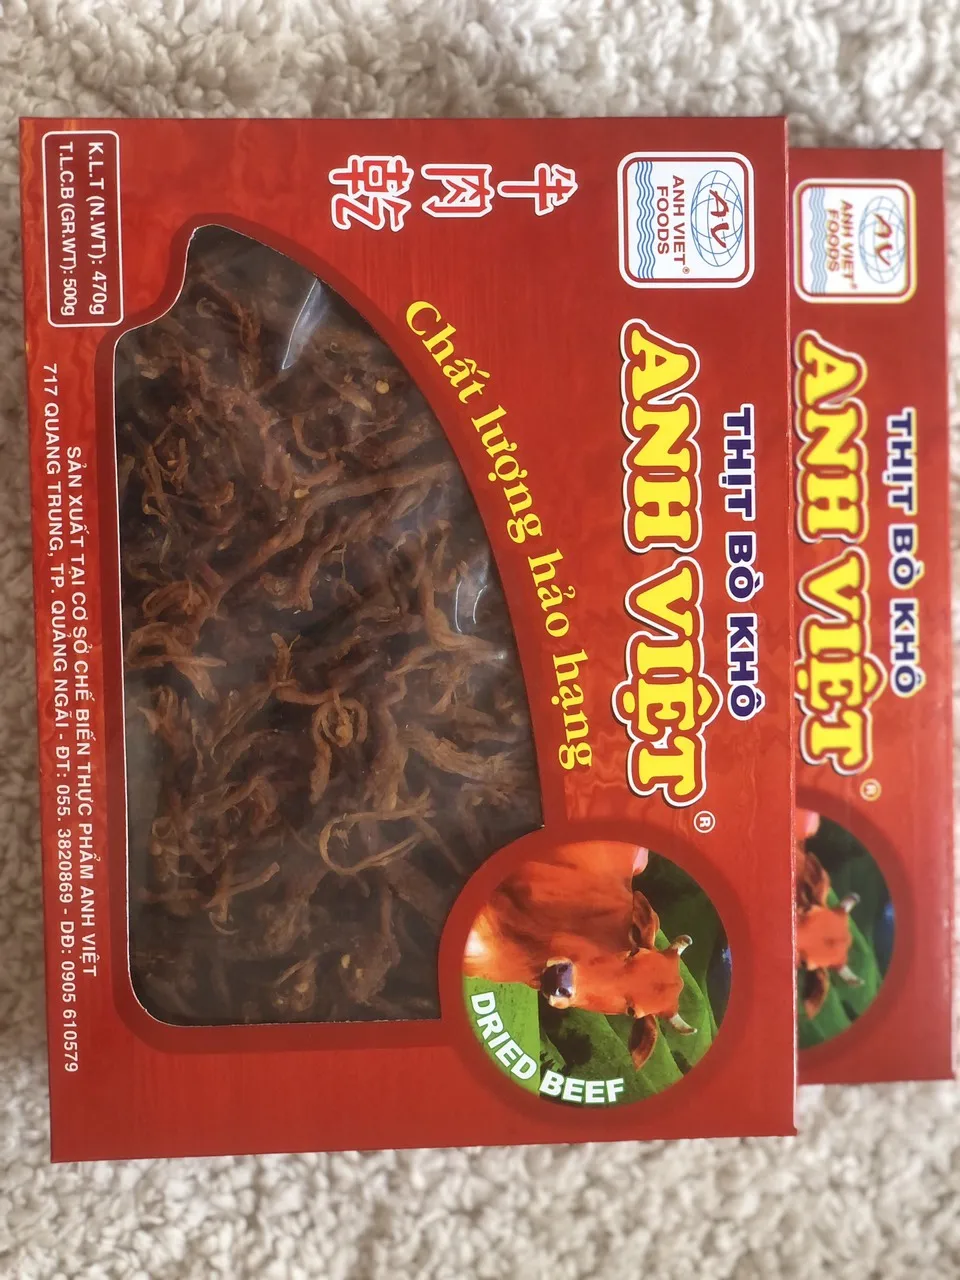 A.V
ANH VIET®
FOODS
THỊT BÒ KHÔ
ANH VIỆT®
牛肉乾
Chất lượng hảo hạng
DRIED BEEF
K.L.T (N.WT): 470g
T.L.C.B (GR.WT): 500g
SẢN XUẤT TẠI CƠ SỞ CHẾ BIẾN THỰC PHẨM ANH VIỆT
717 QUANG TRUNG, TP. QUẢNG NGÃI - ĐT: 055. 3820869 - DĐ: 0905 610579
AV
ANH VIET®
FOODS
THỊT BÒ KHÔ
ANH VIỆT®